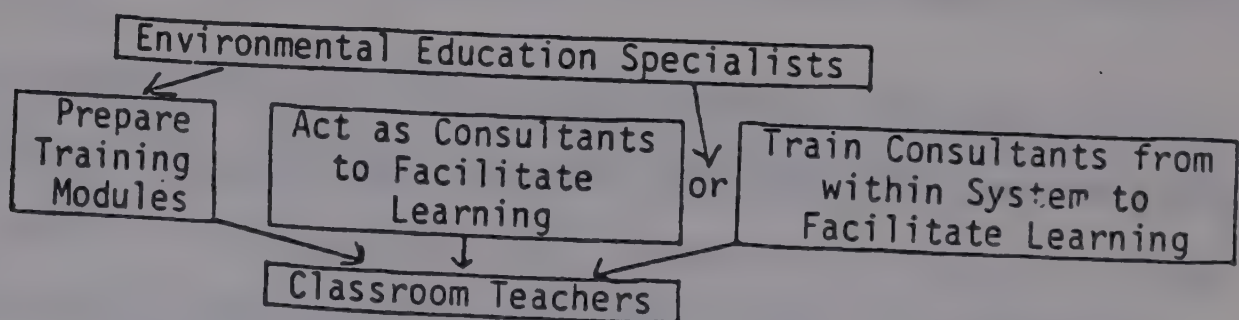 Environmental Education Specialists
Prepare
Training
Modules
Act as Consultants
to Facilitate
Learning
or
Train Consultants from
within System to
Facilitate Learning
Classroom Teachers